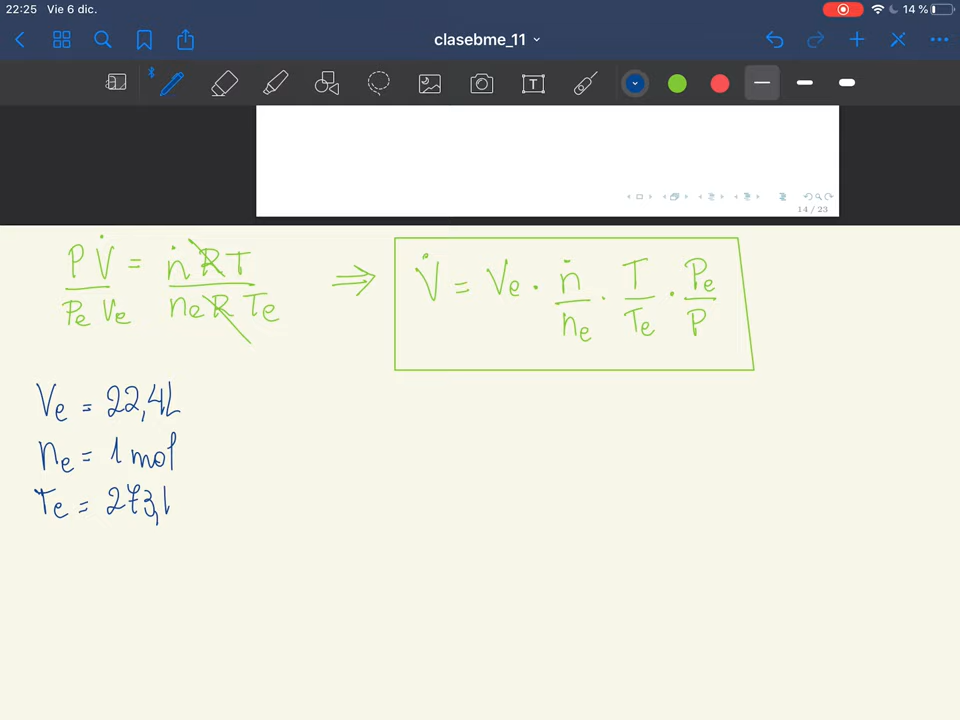 22:25 Vie 6 dic. 14 %
clasebme_11
14 / 23
P V̇ / Pe Ve = ṅ R T / ne R Te ⇒ V̇ = Ve · ṅ / ne · T / Te · Pe / P
Ve = 22,4L
ne = 1 mol
Te = 273,1